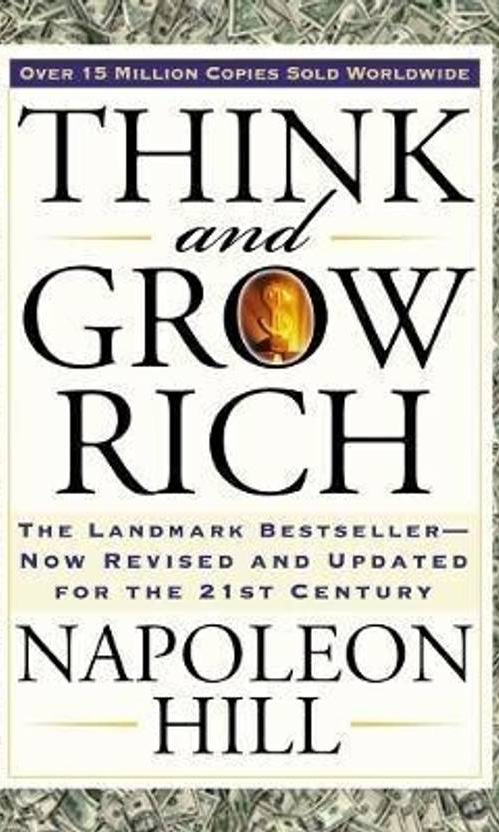 OVER 15 MILLION COPIES SOLD WORLDWIDE
THINK
and
GROW
RICH
THE LANDMARK BESTSELLER—
NOW REVISED AND UPDATED
FOR THE 21ST CENTURY
NAPOLEON
HILL